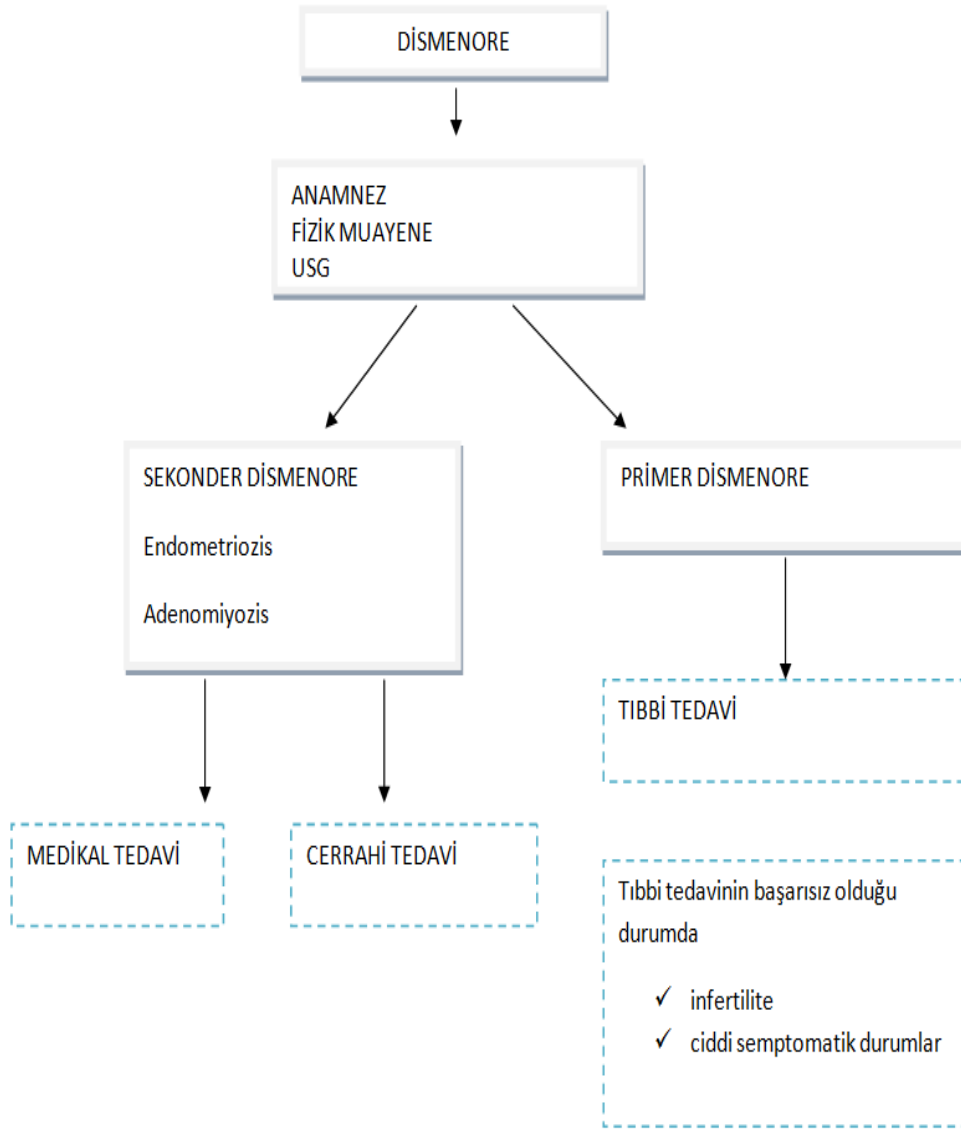 DİSMENORE
ANAMNEZ
FİZİK MUAYENE
USG
SEKONDER DİSMENORE
Endometriozis
Adenomiyozis
PRİMER DİSMENORE
TIBBİ TEDAVİ
MEDİKAL TEDAVİ
CERRAHİ TEDAVİ
Tıbbi tedavinin başarısız olduğu
durumda
✓ infertilite
✓ ciddi semptomatik durumlar